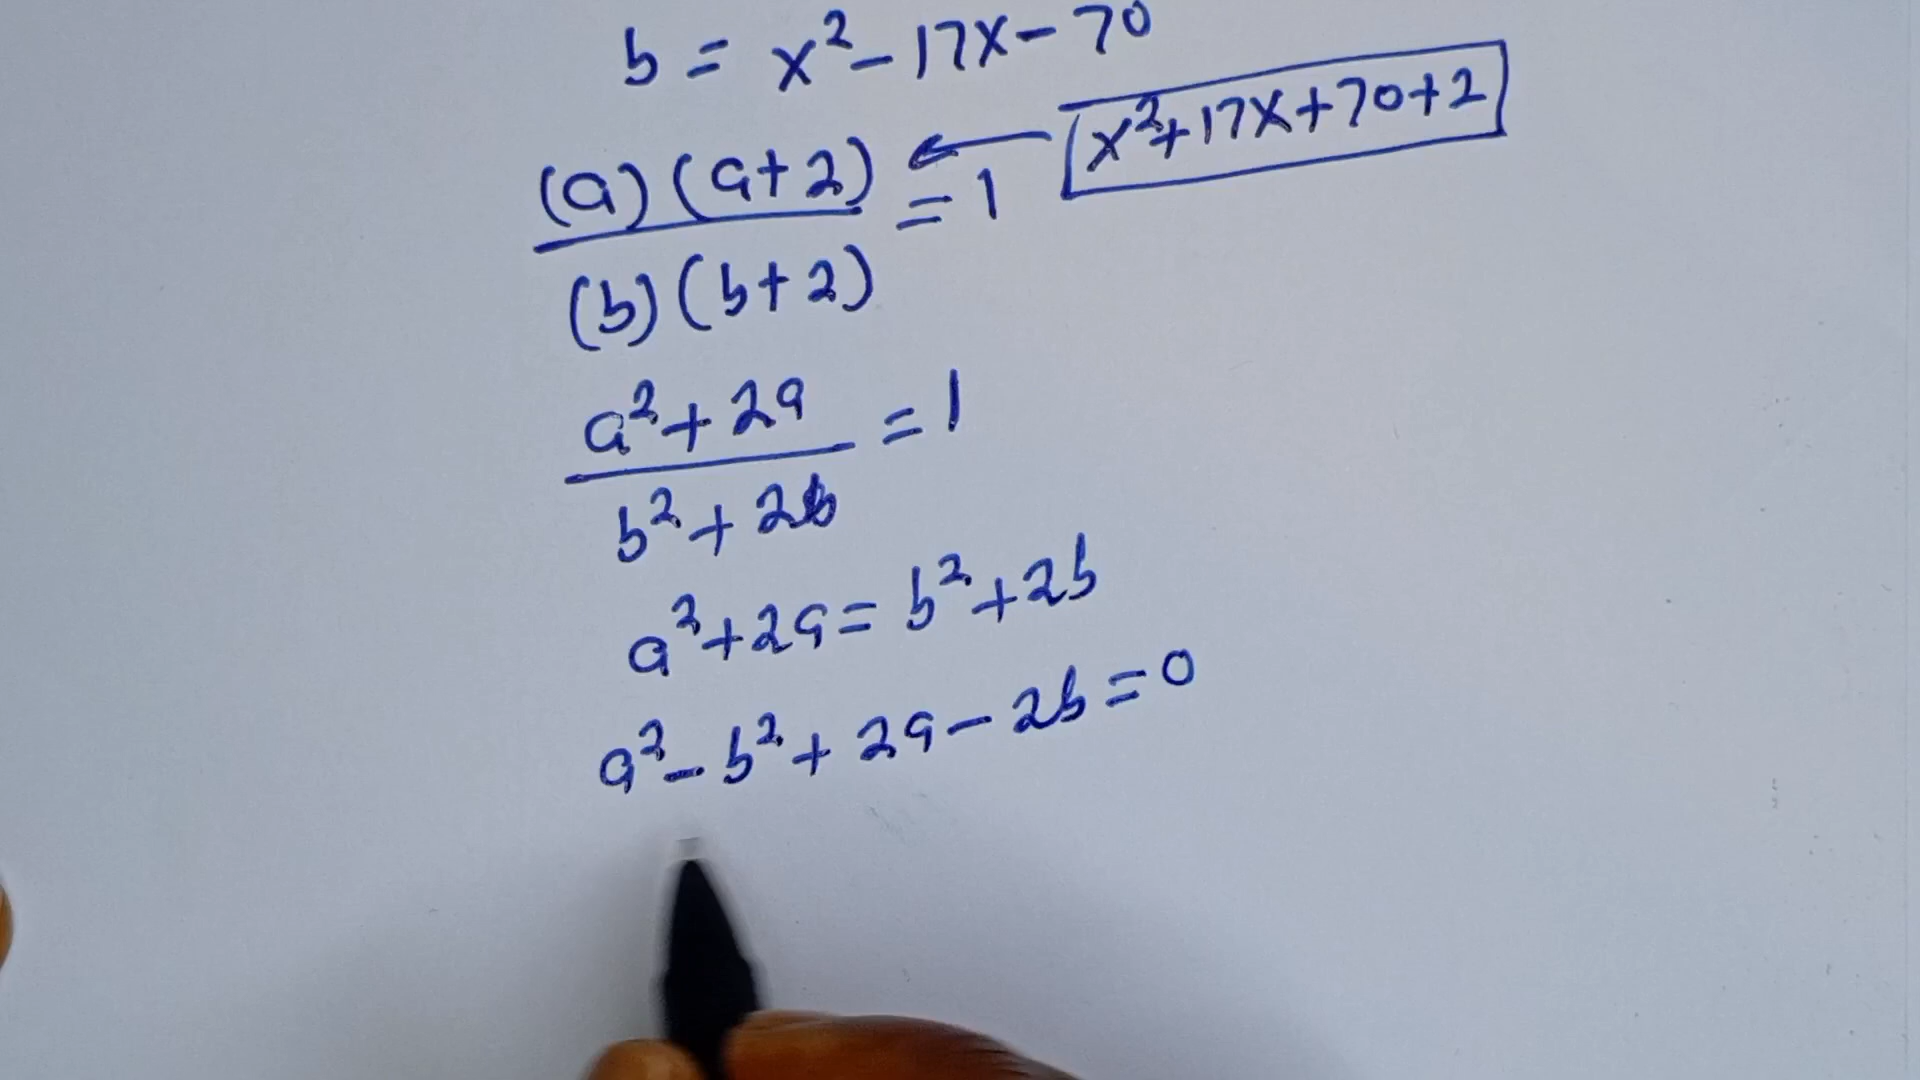 b = x² - 17x - 70
x² + 17x + 70 + 2
(a)(a+2)
———— = 1
(b)(b+2)
a² + 2a
———— = 1
b² + 2b
a² + 2a = b² + 2b
a² - b² + 2a - 2b = 0